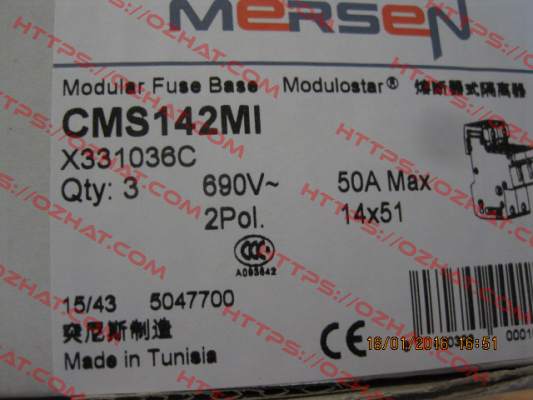 MERSEN
Modular Fuse Base Modulostar® 熔断器式隔离器
CMS142MI
X331036C
Qty: 3 690V~ 50A Max
2Pol. 14x51
CCC
A093642
15/43 5047700
突尼斯制造
Made in Tunisia
CE
18/01/2016 16:51
HTTPS://OZHAT.COM